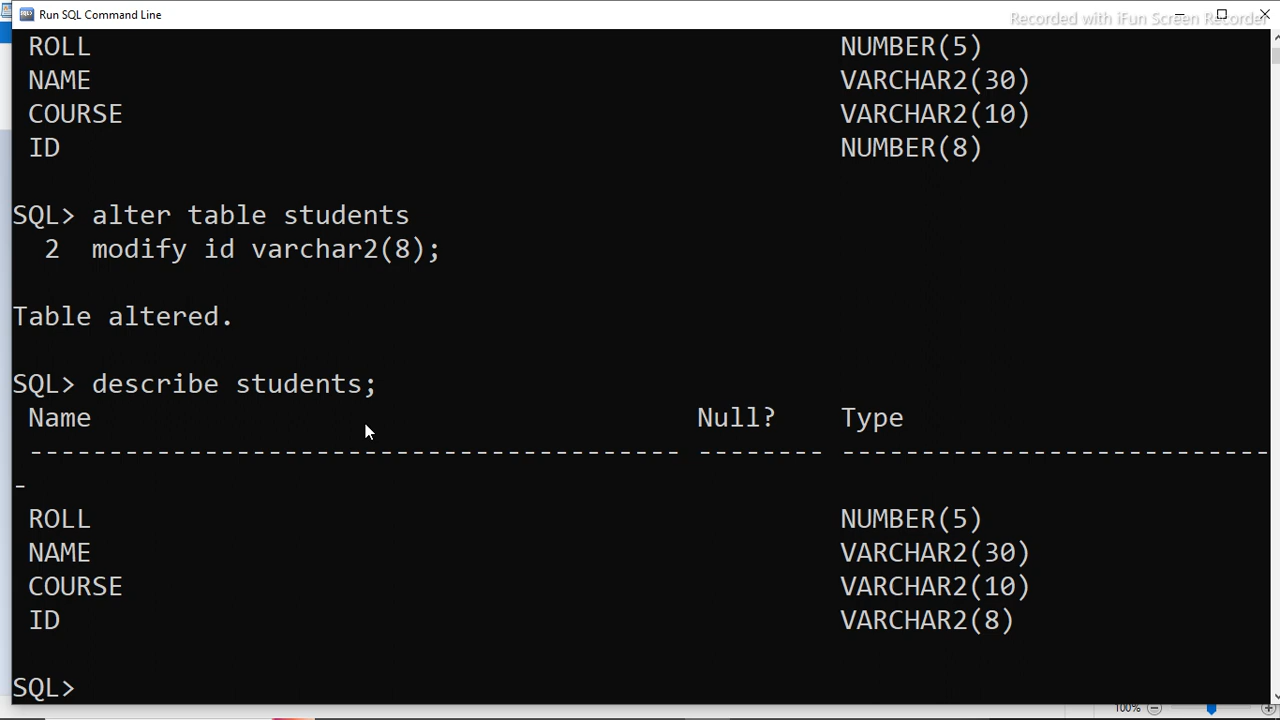 Run SQL Command Line
Recorded with iFun Screen Recorder
ROLL NUMBER(5)
NAME VARCHAR2(30)
COURSE VARCHAR2(10)
ID NUMBER(8)
SQL> alter table students
2 modify id varchar2(8);
Table altered.
SQL> describe students;
Name Null? Type
----------------------------------------- -------- ---------------------------
-
ROLL NUMBER(5)
NAME VARCHAR2(30)
COURSE VARCHAR2(10)
ID VARCHAR2(8)
SQL>
100%